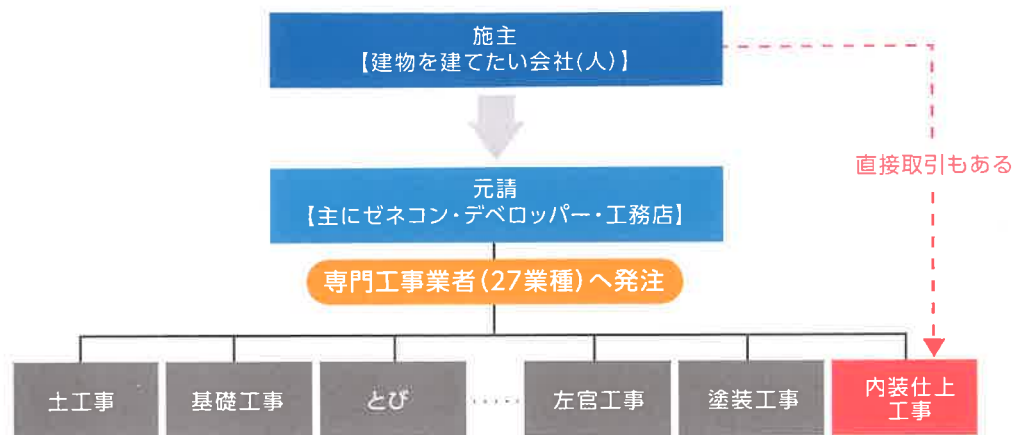 施主
【建物を建てたい会社(人)】
直接取引もある
元請
【主にゼネコン・デベロッパー・工務店】
専門工事業者(27業種)へ発注
土工事
基礎工事
とび
・・・・・
左官工事
塗装工事
内装仕上
工事